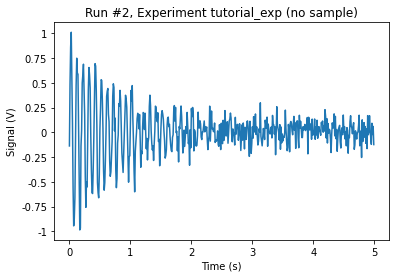 Run #2, Experiment tutorial_exp (no sample)
1
0.75
0.5
0.25
0
-0.25
-0.5
-0.75
-1
Signal (V)
0 1 2 3 4 5
Time (s)